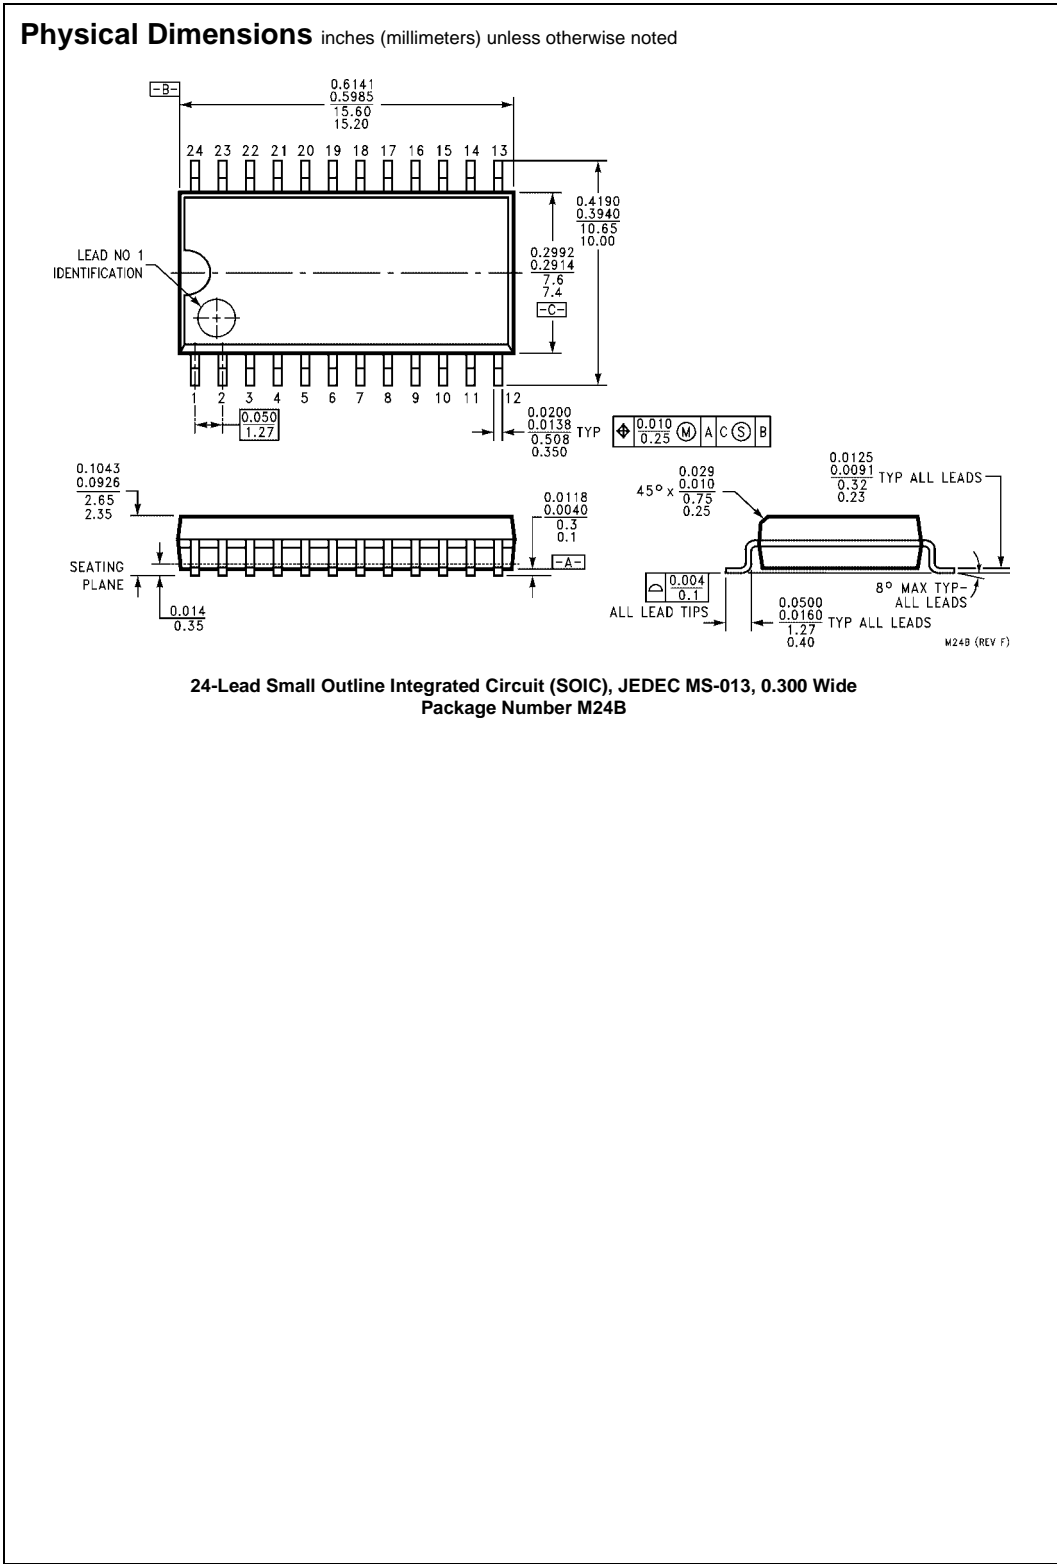 Physical Dimensions inches (millimeters) unless otherwise noted
-B-
0.6141
0.5985
15.60
15.20
24 23 22 21 20 19 18 17 16 15 14 13
LEAD NO 1
IDENTIFICATION
0.4190
0.3940
10.65
10.00
0.2992
0.2914
7.6
7.4
-C-
1 2 3 4 5 6 7 8 9 10 11 12
0.050
1.27
0.0200
0.0138
0.508
0.350
TYP
0.010
0.25
M A C S B
0.1043
0.0926
2.65
2.35
SEATING
PLANE
0.014
0.35
0.0118
0.0040
0.3
0.1
-A-
45° x
0.029
0.010
0.75
0.25
0.0125
0.0091
0.32
0.23
TYP ALL LEADS
0.004
0.1
ALL LEAD TIPS
0.0500
0.0160
1.27
0.40
TYP ALL LEADS
8° MAX TYP-
ALL LEADS
M24B (REV F)
24-Lead Small Outline Integrated Circuit (SOIC), JEDEC MS-013, 0.300 Wide
Package Number M24B